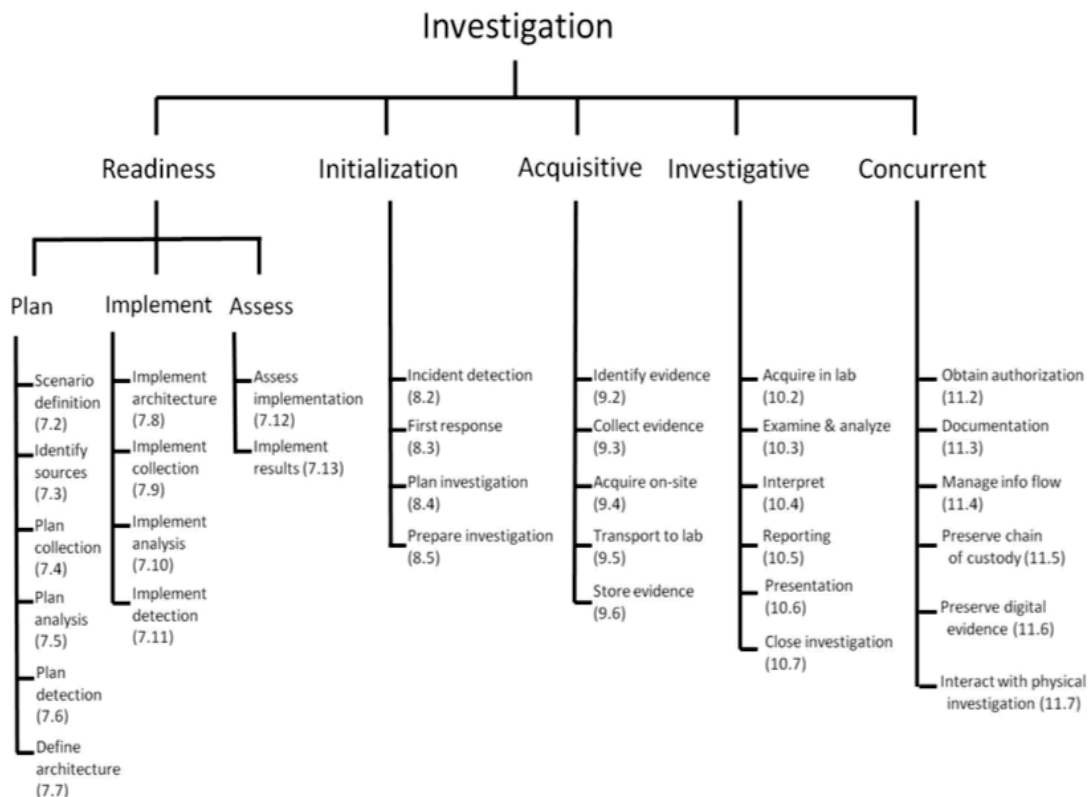 Investigation
Readiness
Initialization
Acquisitive
Investigative
Concurrent
Plan
Implement
Assess
Scenario
definition
(7.2)
Identify
sources
(7.3)
Plan
collection
(7.4)
Plan
analysis
(7.5)
Plan
detection
(7.6)
Define
architecture
(7.7)
Implement
architecture
(7.8)
Implement
collection
(7.9)
Implement
analysis
(7.10)
Implement
detection
(7.11)
Assess
implementation
(7.12)
Implement
results (7.13)
Incident detection
(8.2)
First response
(8.3)
Plan investigation
(8.4)
Prepare investigation
(8.5)
Identify evidence
(9.2)
Collect evidence
(9.3)
Acquire on-site
(9.4)
Transport to lab
(9.5)
Store evidence
(9.6)
Acquire in lab
(10.2)
Examine & analyze
(10.3)
Interpret
(10.4)
Reporting
(10.5)
Presentation
(10.6)
Close investigation
(10.7)
Obtain authorization
(11.2)
Documentation
(11.3)
Manage info flow
(11.4)
Preserve chain
of custody (11.5)
Preserve digital
evidence (11.6)
Interact with physical
investigation (11.7)